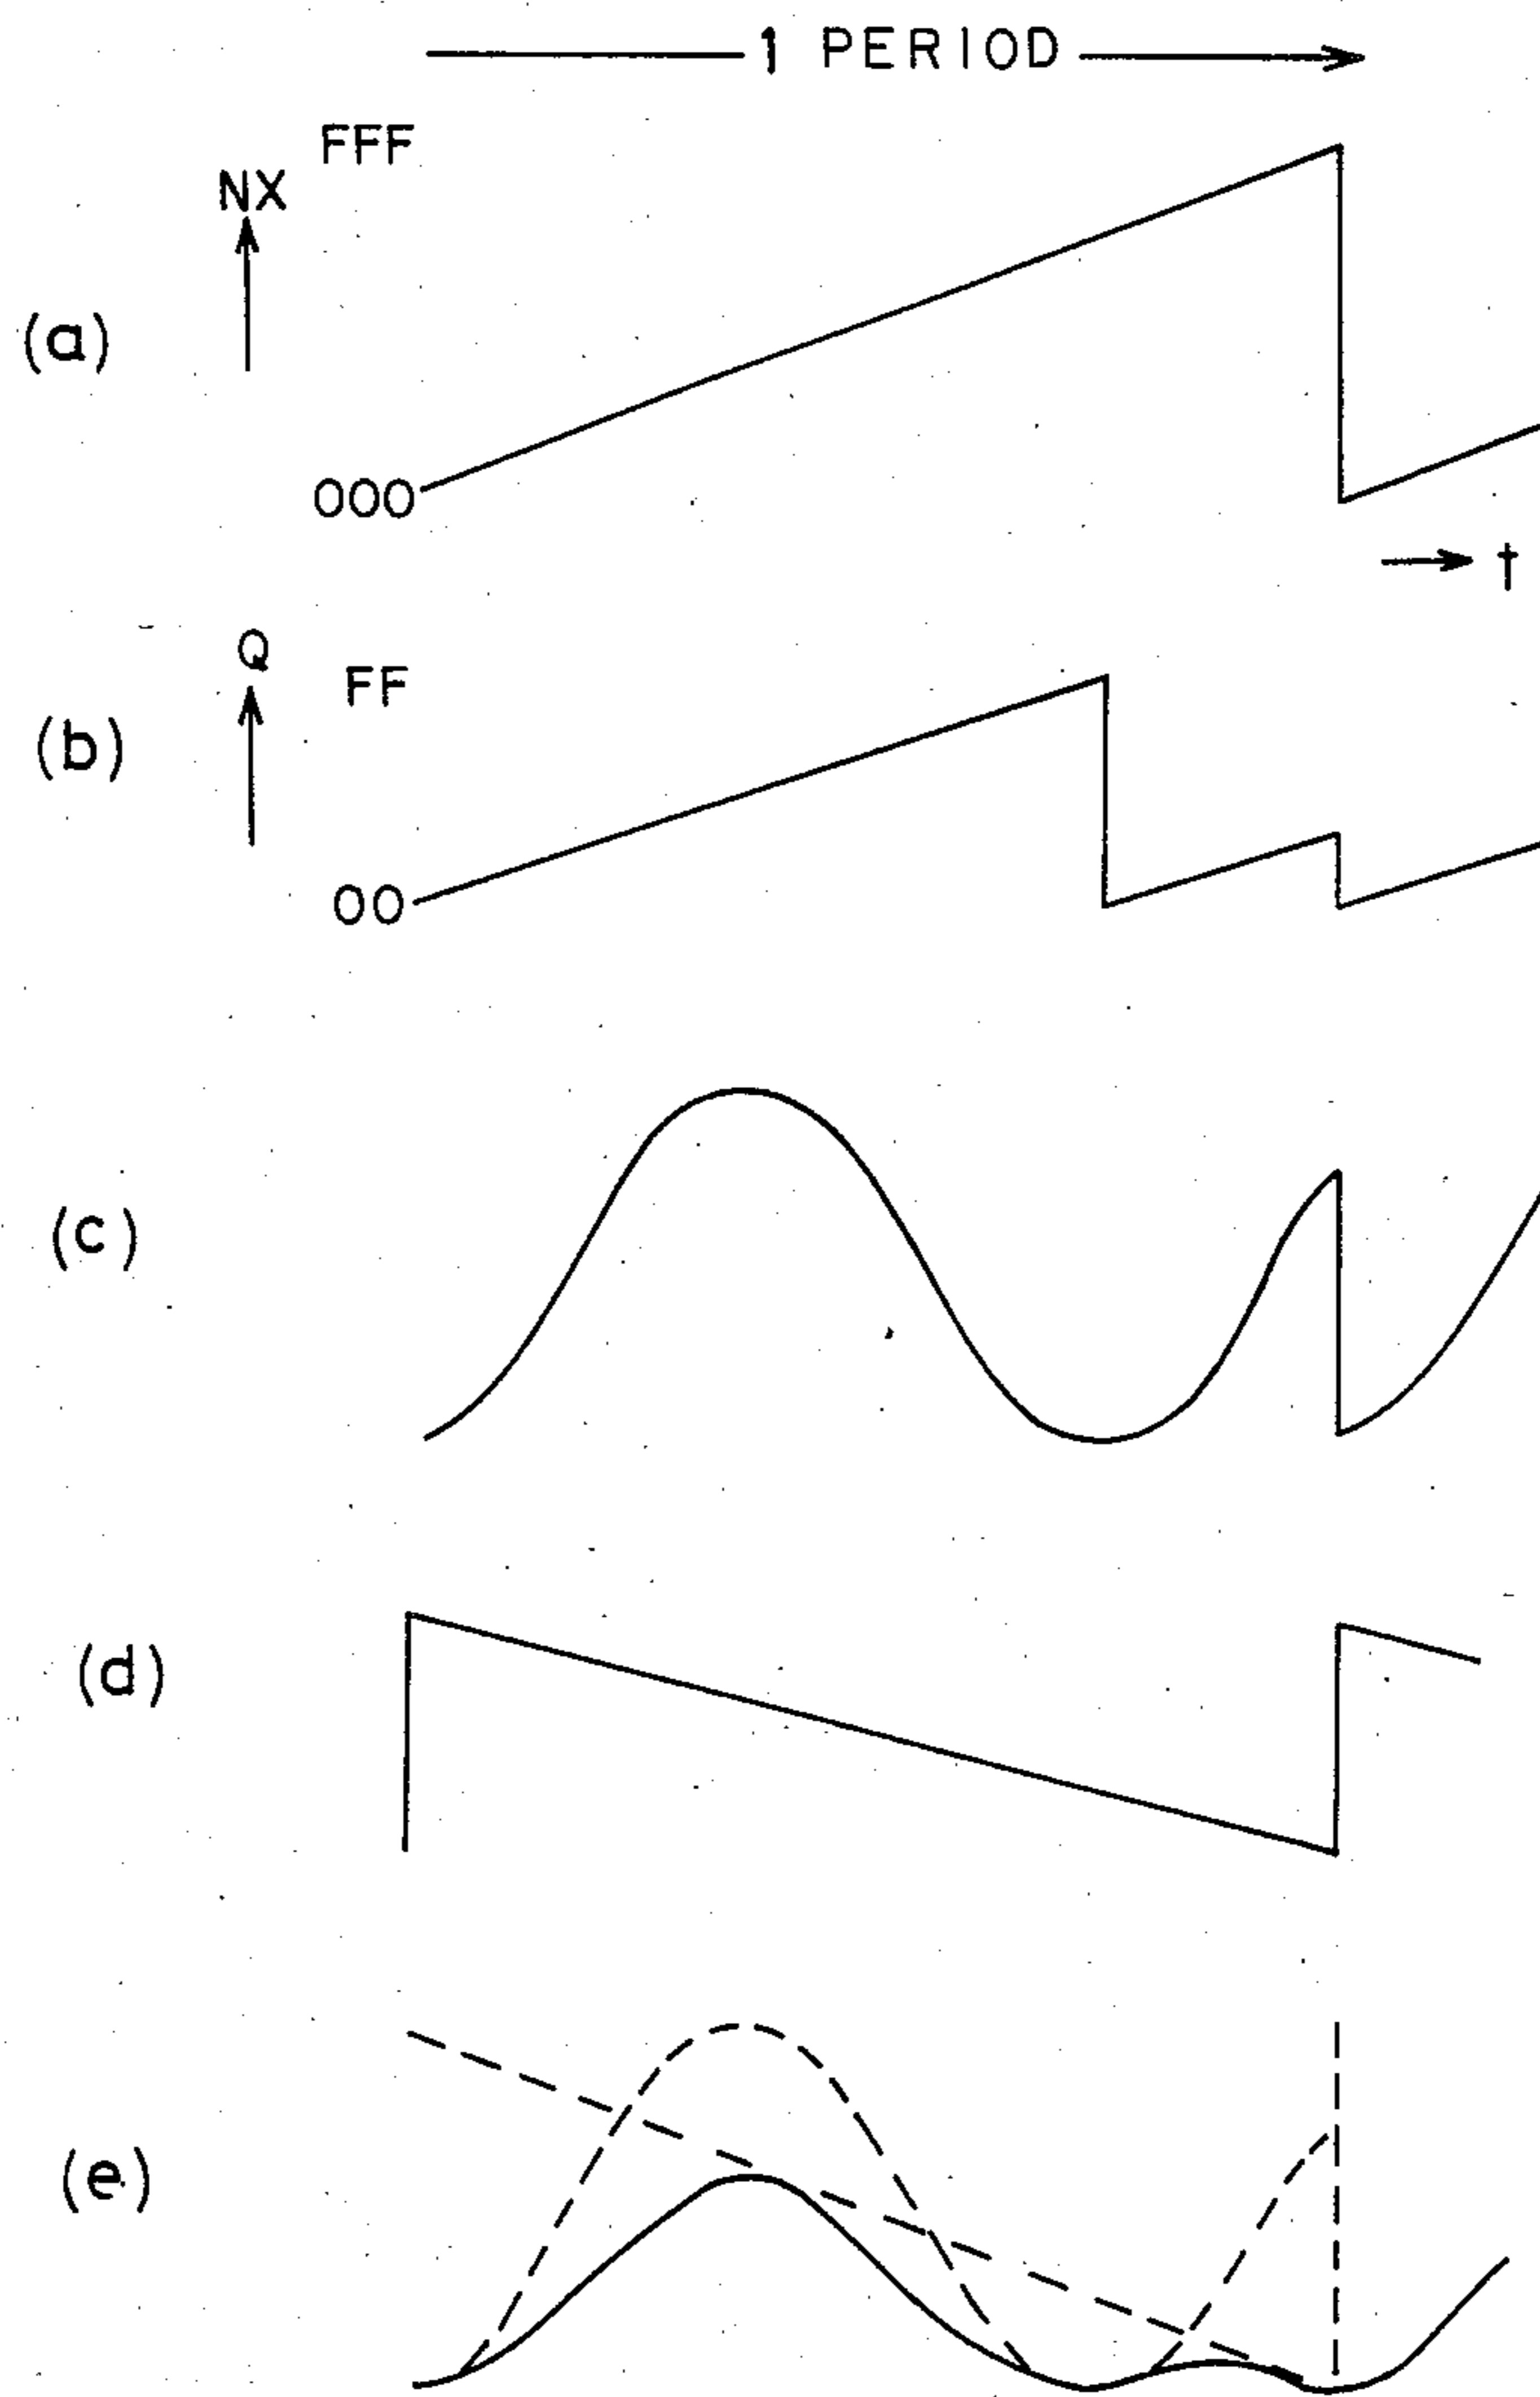 1 PERIOD
FFF
NX
(a)
000
t
Q
FF
(b)
00
(c)
(d)
(e)